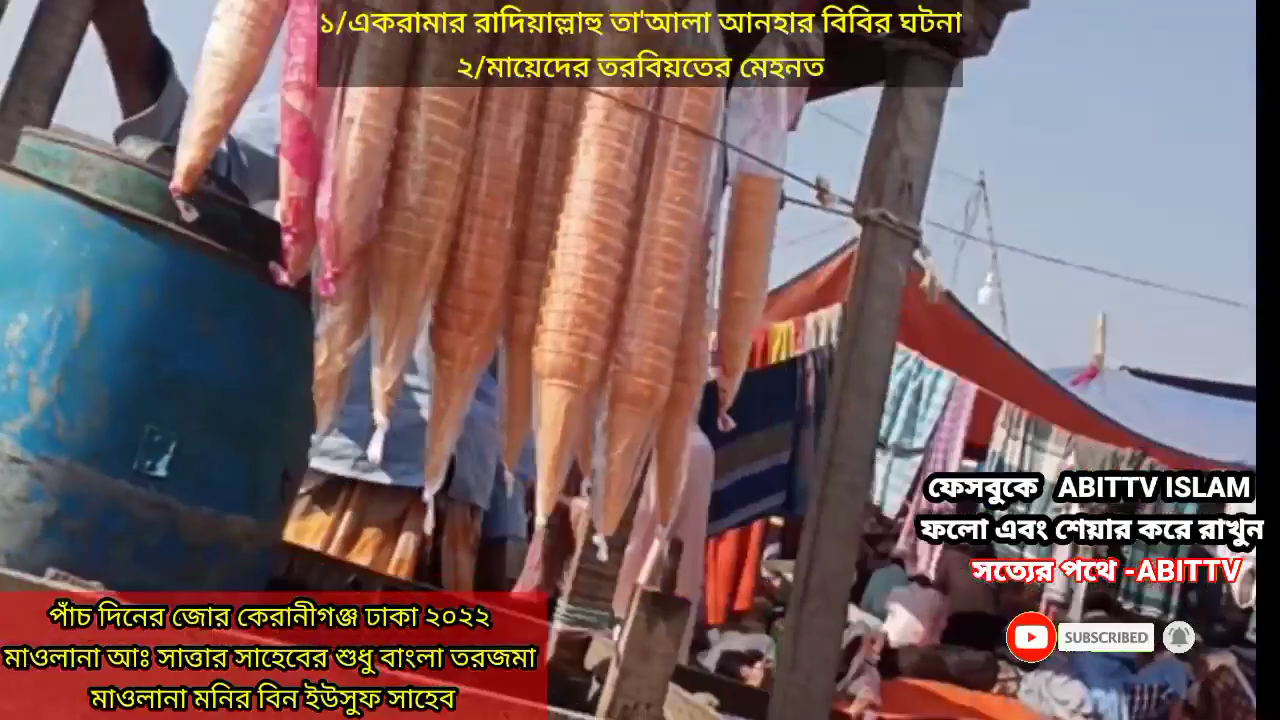 ১/একরামার রাদিয়াল্লাহু তা'আলা আনহার বিবির ঘটনা
২/মায়েদের তরবিয়তের মেহনত
ফেসবুকে ABITTV ISLAM
ফলো এবং শেয়ার করে রাখুন
সত্যের পথে -ABITTV
SUBSCRIBED
পাঁচ দিনের জোর কেরানীগঞ্জ ঢাকা ২০২২
মাওলানা আঃ সাত্তার সাহেবের শুধু বাংলা তরজমা
মাওলানা মনির বিন ইউসুফ সাহেব